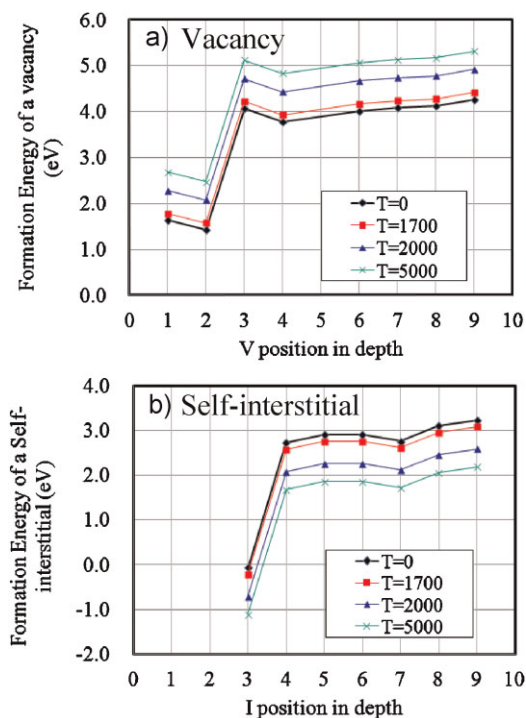 a) Vacancy
6.0
5.0
4.0
3.0
2.0
1.0
0.0
Formation Energy of a vacancy
(eV)
T=0
T=1700
T=2000
T=5000
0 1 2 3 4 5 6 7 8 9 10
V position in depth
b) Self-interstitial
4.0
3.0
2.0
1.0
0.0
-1.0
-2.0
Formation Energy of a Self-
interstitial (eV)
T=0
T=1700
T=2000
T=5000
0 1 2 3 4 5 6 7 8 9 10
I position in depth